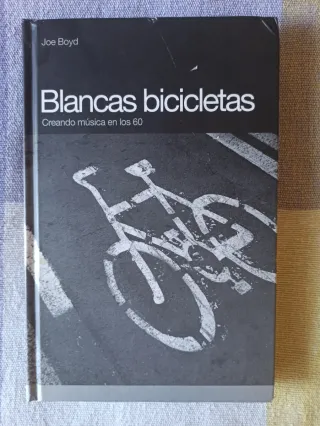 Joe Boyd
Blancas bicicletas
Creando música en los 60